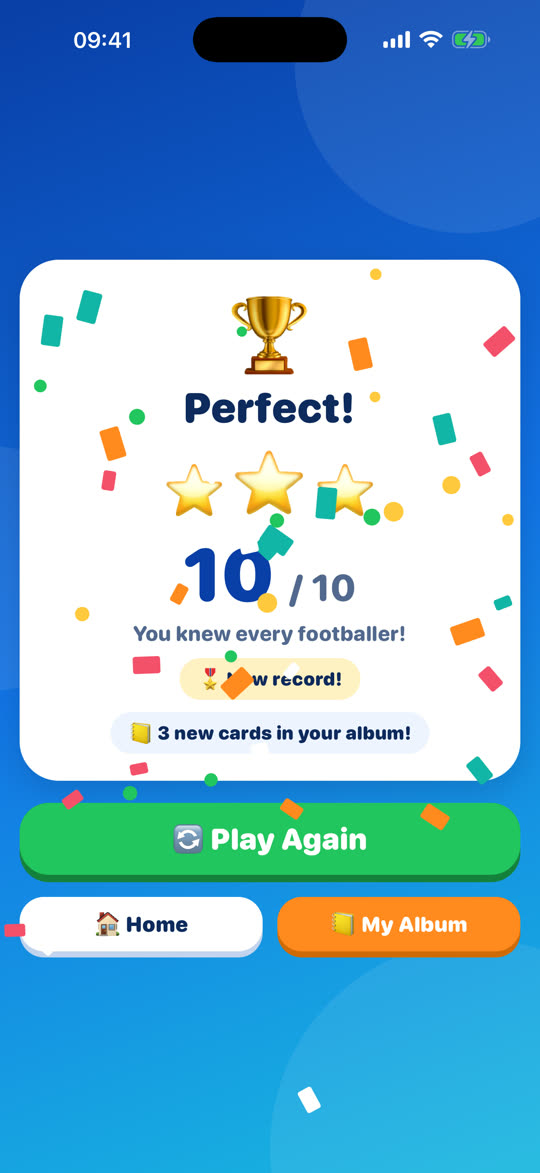 09:41
Perfect!
10 / 10
You knew every footballer!
record!
3 new cards in your album!
Play Again
Home
My Album